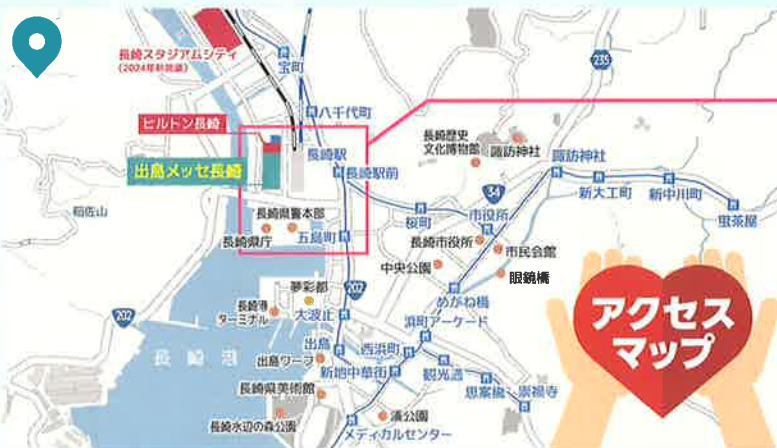 長崎スタジアムシティ
(2024年秋開業)
宝町
235
八千代町
ヒルトン長崎
長崎歴史
文化博物館
諏訪神社
長崎駅
諏訪神社
出島メッセ長崎
長崎駅前
34
新大工町
新中川町
蛍茶屋
稲佐山
長崎県警本部
桜町
市役所
長崎県庁
五島町
長崎市役所
市民会館
中央公園
眼鏡橋
夢彩都
202
めがね橋
アクセス
マップ
202
長崎港
ターミナル
大波止
浜町アーケード
長崎港
出島
西浜町
出島ワーフ
新地中華街
観光通
思案橋
崇福寺
長崎県美術館
湊公園
長崎水辺の森公園
メディカルセンター